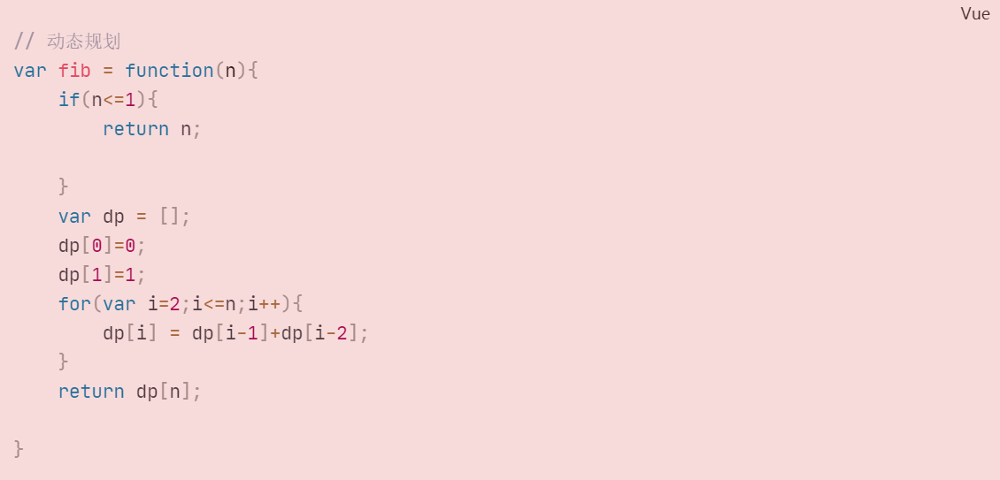 Vue
// 动态规划
var fib = function(n){
    if(n<=1){
        return n;
    }
    var dp = [];
    dp[0]=0;
    dp[1]=1;
    for(var i=2;i<=n;i++){
        dp[i] = dp[i-1]+dp[i-2];
    }
    return dp[n];
}